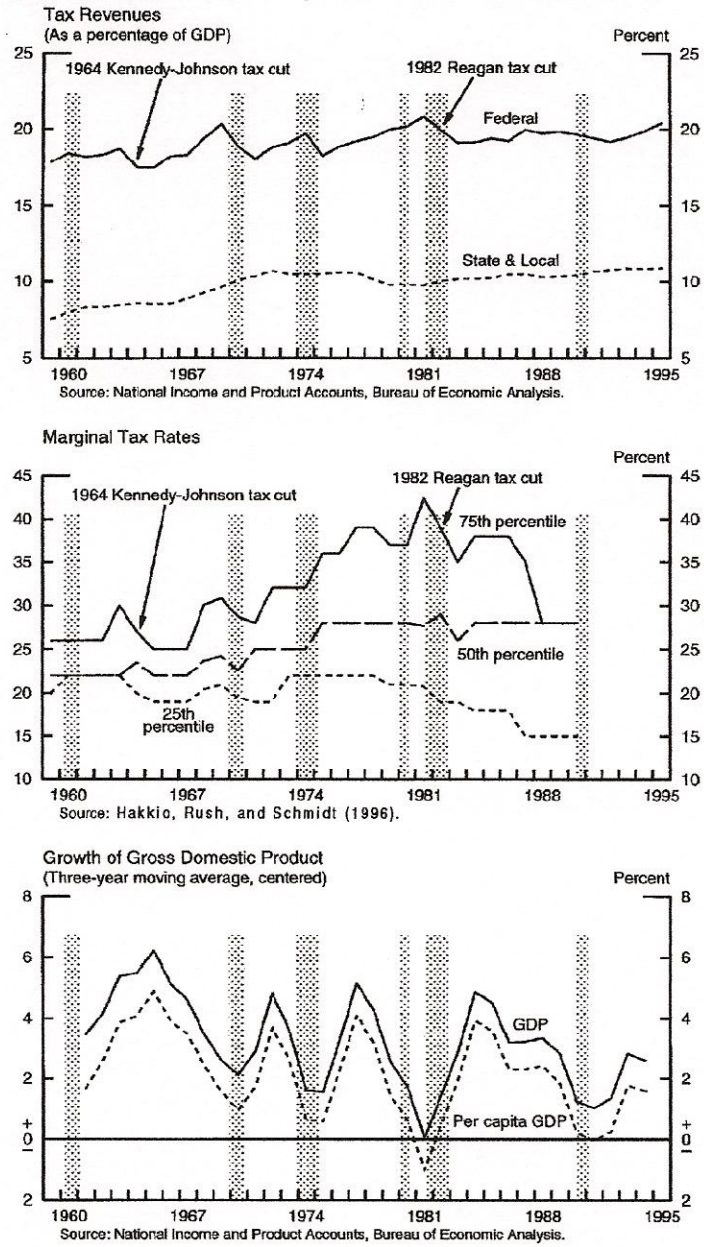 Tax Revenues
(As a percentage of GDP)
Percent
25
25
1964 Kennedy-Johnson tax cut
1982 Reagan tax cut
Federal
20
20
15
15
State & Local
10
10
5
5
1960
1967
1974
1981
1988
1995
Source: National Income and Product Accounts, Bureau of Economic Analysis.
Marginal Tax Rates
Percent
45
45
1964 Kennedy-Johnson tax cut
1982 Reagan tax cut
40
40
75th percentile
35
35
30
30
25
25
50th percentile
20
20
25th
percentile
15
15
10
10
1960
1967
1974
1981
1988
1995
Source: Hakkio, Rush, and Schmidt (1996).
Growth of Gross Domestic Product
(Three-year moving average, centered)
Percent
8
8
6
6
4
4
GDP
2
2
Per capita GDP
+
+
0
0
–
–
2
2
1960
1967
1974
1981
1988
1995
Source: National Income and Product Accounts, Bureau of Economic Analysis.